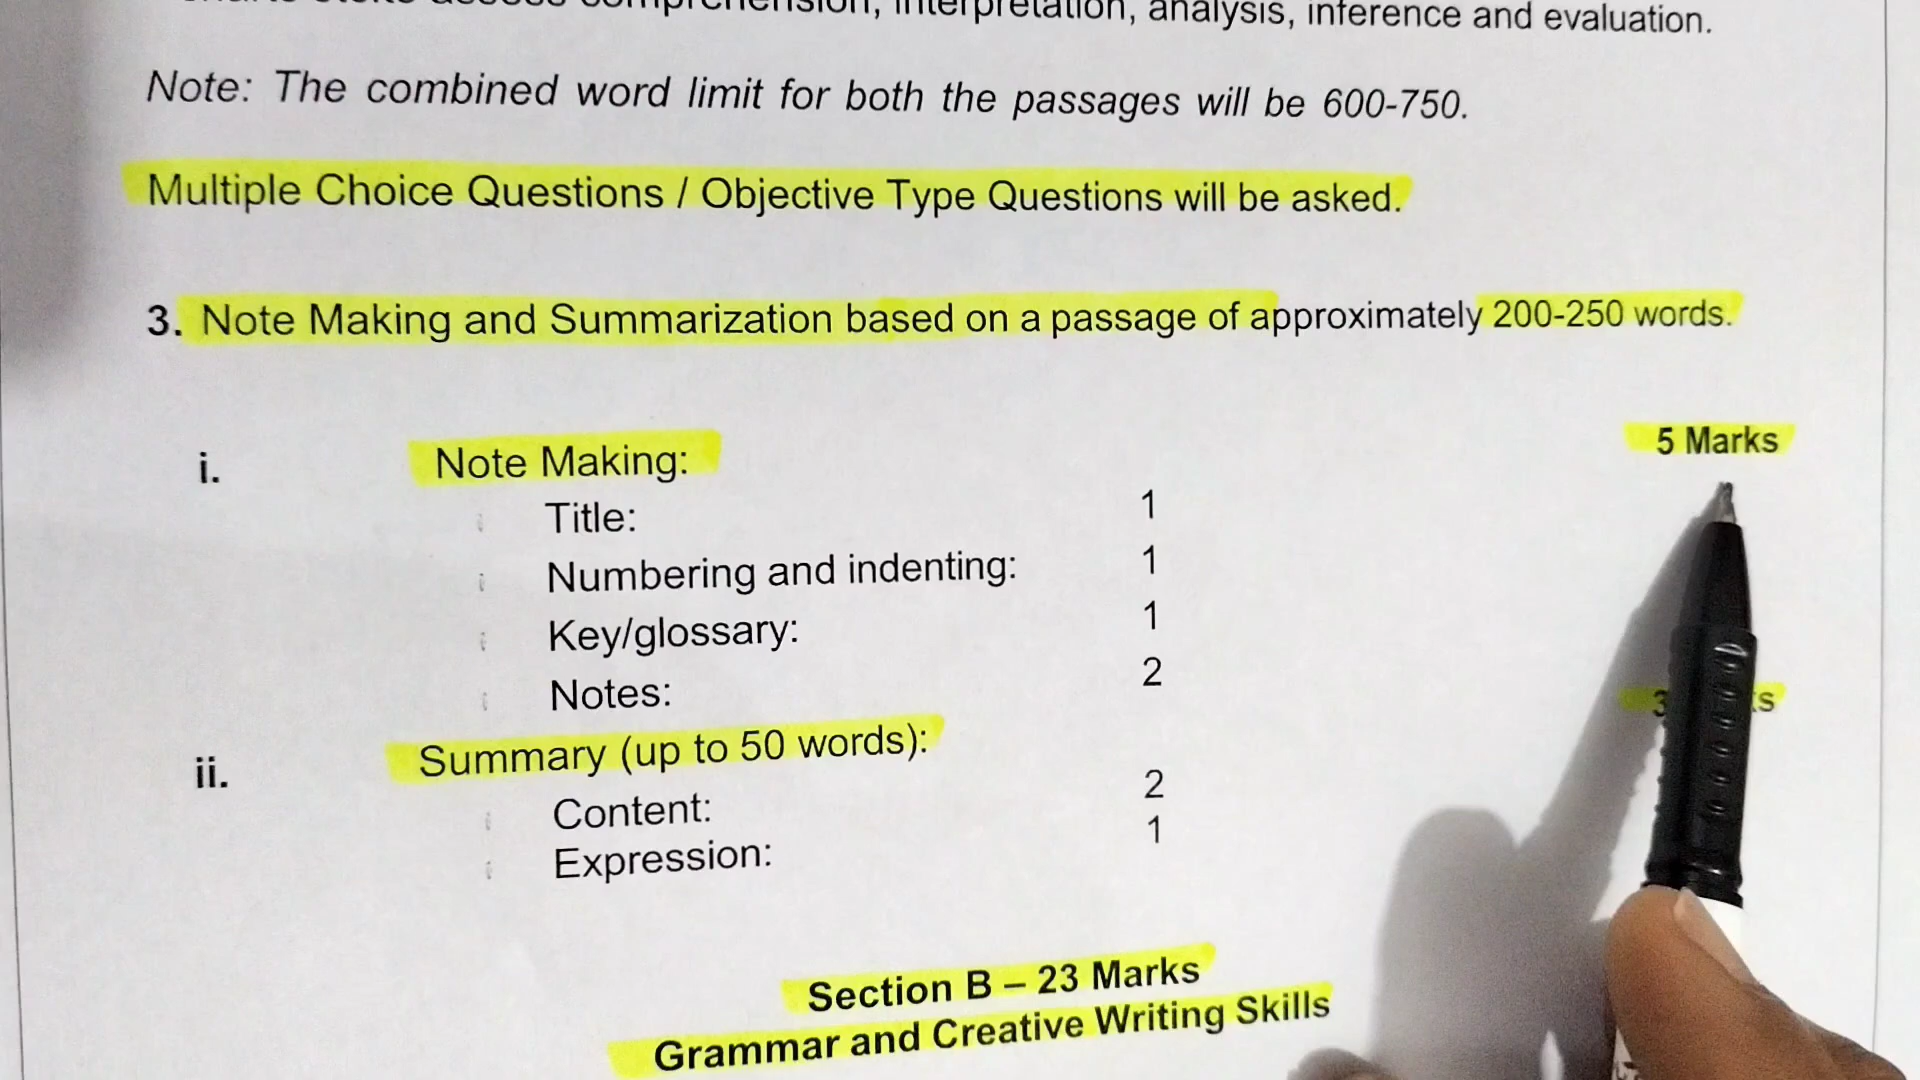 comprehension, interpretation, analysis, inference and evaluation.
Note: The combined word limit for both the passages will be 600-750.
Multiple Choice Questions / Objective Type Questions will be asked.
3. Note Making and Summarization based on a passage of approximately 200-250 words.
i. Note Making: 5 Marks
Title: 1
Numbering and indenting: 1
Key/glossary: 1
Notes: 2
ii. Summary (up to 50 words):
Content: 2
Expression: 1
Section B – 23 Marks
Grammar and Creative Writing Skills